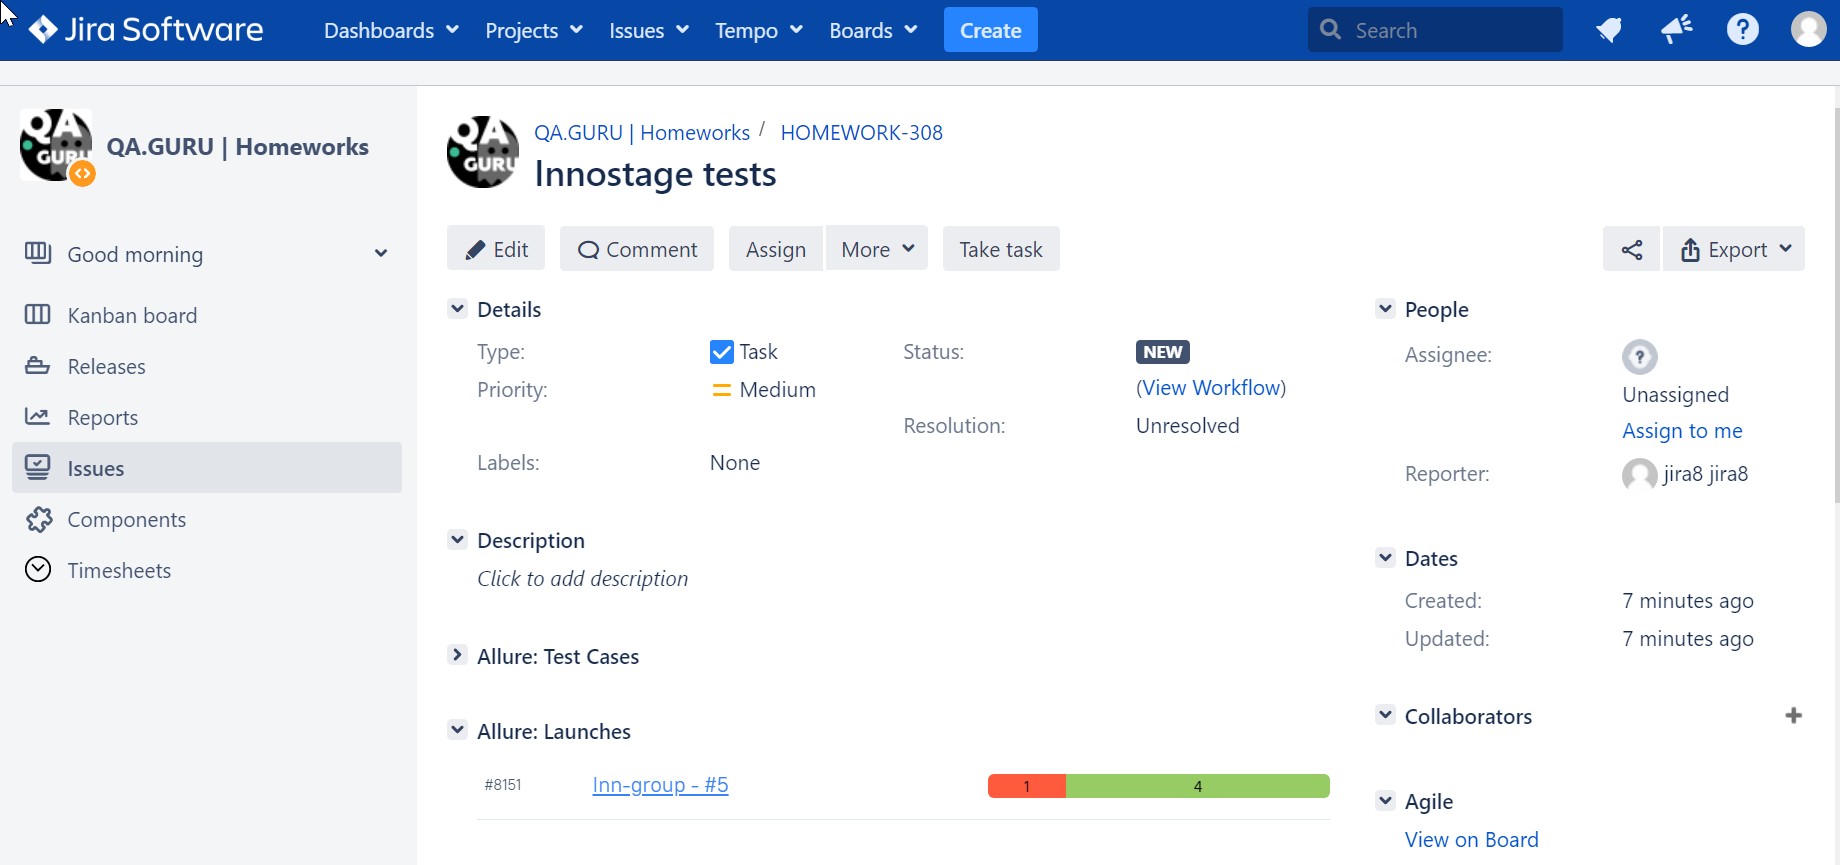 Jira Software Dashboards Projects Issues Tempo Boards Create Search
QA GURU
QA.GURU | Homeworks
Good morning
Kanban board
Releases
Reports
Issues
Components
Timesheets
QA GURU
QA.GURU | Homeworks / HOMEWORK-308
Innostage tests
Edit Comment Assign More Take task Export
Details
Type: Task
Priority: Medium
Labels: None
Status: NEW
(View Workflow)
Resolution: Unresolved
Description
Click to add description
Allure: Test Cases
Allure: Launches
#8151 Inn-group - #5 1 4
People
Assignee: ?
Unassigned
Assign to me
Reporter: jira8 jira8
Dates
Created: 7 minutes ago
Updated: 7 minutes ago
Collaborators +
Agile
View on Board